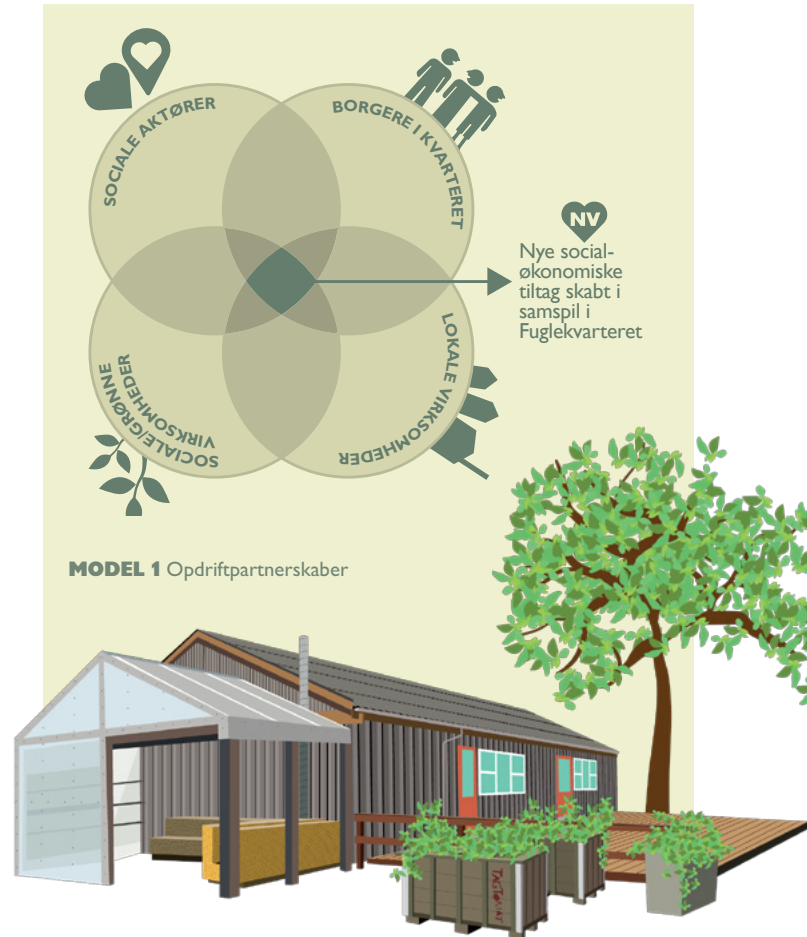 SOCIALE AKTØRER
BORGERE I KVARTERET
NV
Nye social-
økonomiske
tiltag skabt i
samspil i
Fuglekvarteret
SOCIALE/GRØNNE
VIRKSOMHEDER
LOKALE VIRKSOMHEDER
MODEL 1 Opdriftpartnerskaber